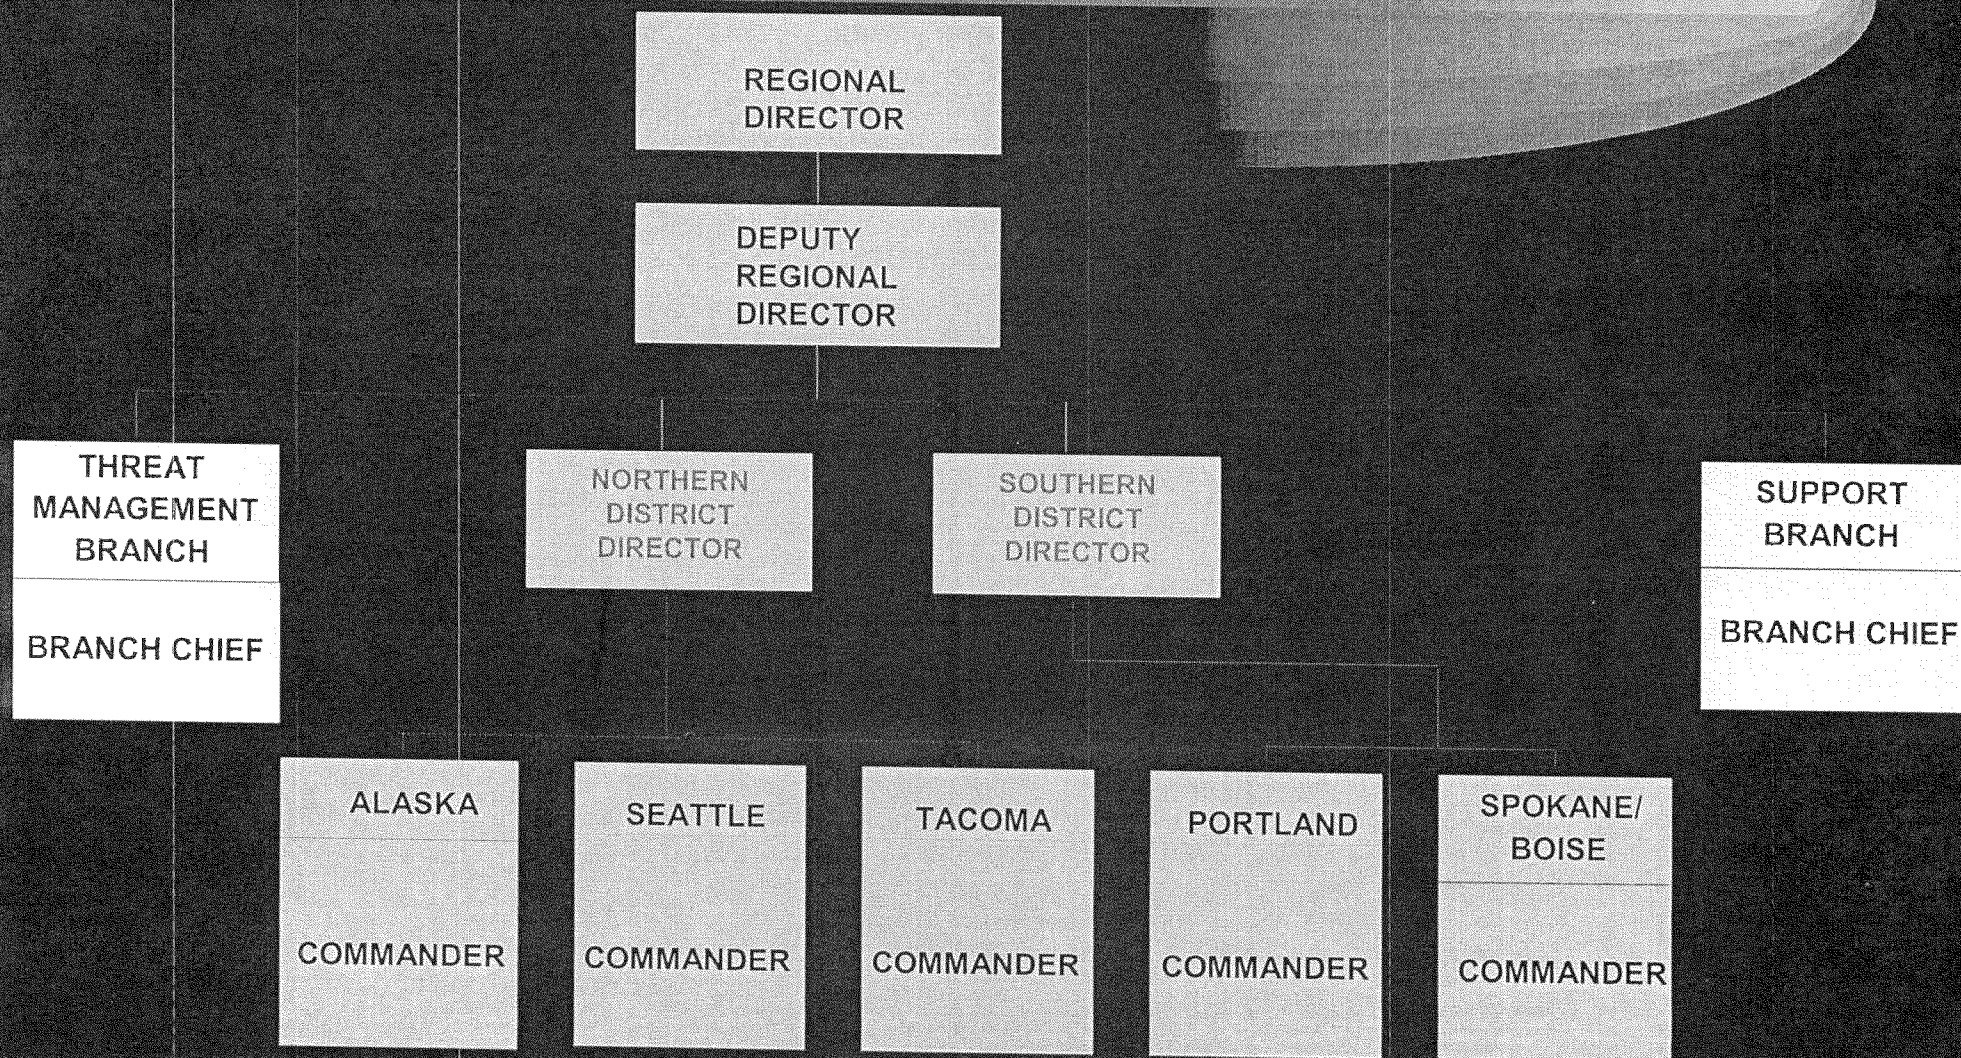 REGIONAL
DIRECTOR
DEPUTY
REGIONAL
DIRECTOR
THREAT
MANAGEMENT
BRANCH
BRANCH CHIEF
NORTHERN
DISTRICT
DIRECTOR
SOUTHERN
DISTRICT
DIRECTOR
SUPPORT
BRANCH
BRANCH CHIEF
ALASKA
COMMANDER
SEATTLE
COMMANDER
TACOMA
COMMANDER
PORTLAND
COMMANDER
SPOKANE/
BOISE
COMMANDER